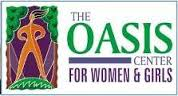 THE
OASIS
CENTER
FOR WOMEN & GIRLS